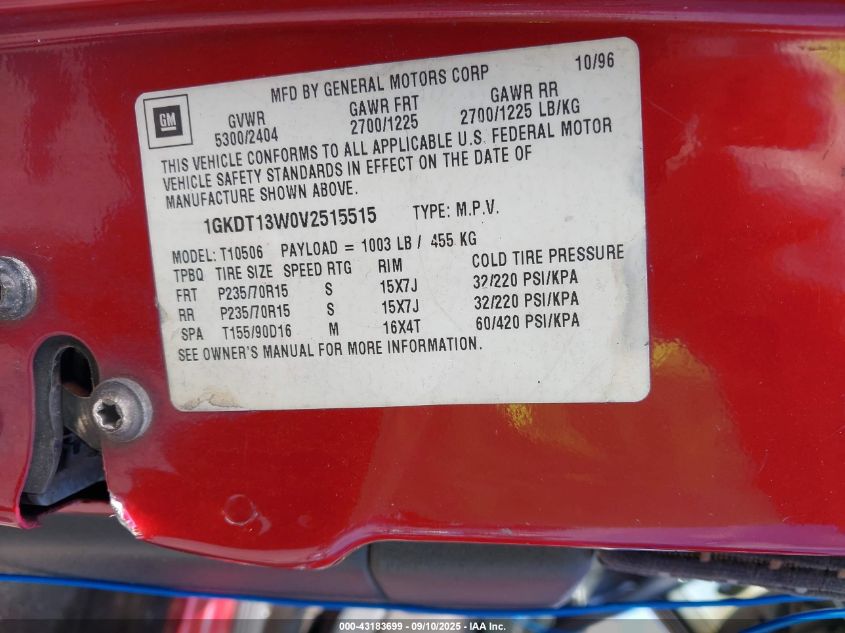 MFD BY GENERAL MOTORS CORP 10/96
GM
GVWR GAWR FRT GAWR RR
5300/2404 2700/1225 2700/1225 LB/KG
THIS VEHICLE CONFORMS TO ALL APPLICABLE U.S. FEDERAL MOTOR
VEHICLE SAFETY STANDARDS IN EFFECT ON THE DATE OF
MANUFACTURE SHOWN ABOVE.
1GKDT13W0V2515515 TYPE: M.P.V.
MODEL: T10506 PAYLOAD = 1003 LB / 455 KG
TPBQ TIRE SIZE SPEED RTG RIM COLD TIRE PRESSURE
FRT P235/70R15 S 15X7J 32/220 PSI/KPA
RR P235/70R15 S 15X7J 32/220 PSI/KPA
SPA T155/90D16 M 16X4T 60/420 PSI/KPA
SEE OWNER'S MANUAL FOR MORE INFORMATION.
000-43183699 - 09/10/2025 - IAA Inc.